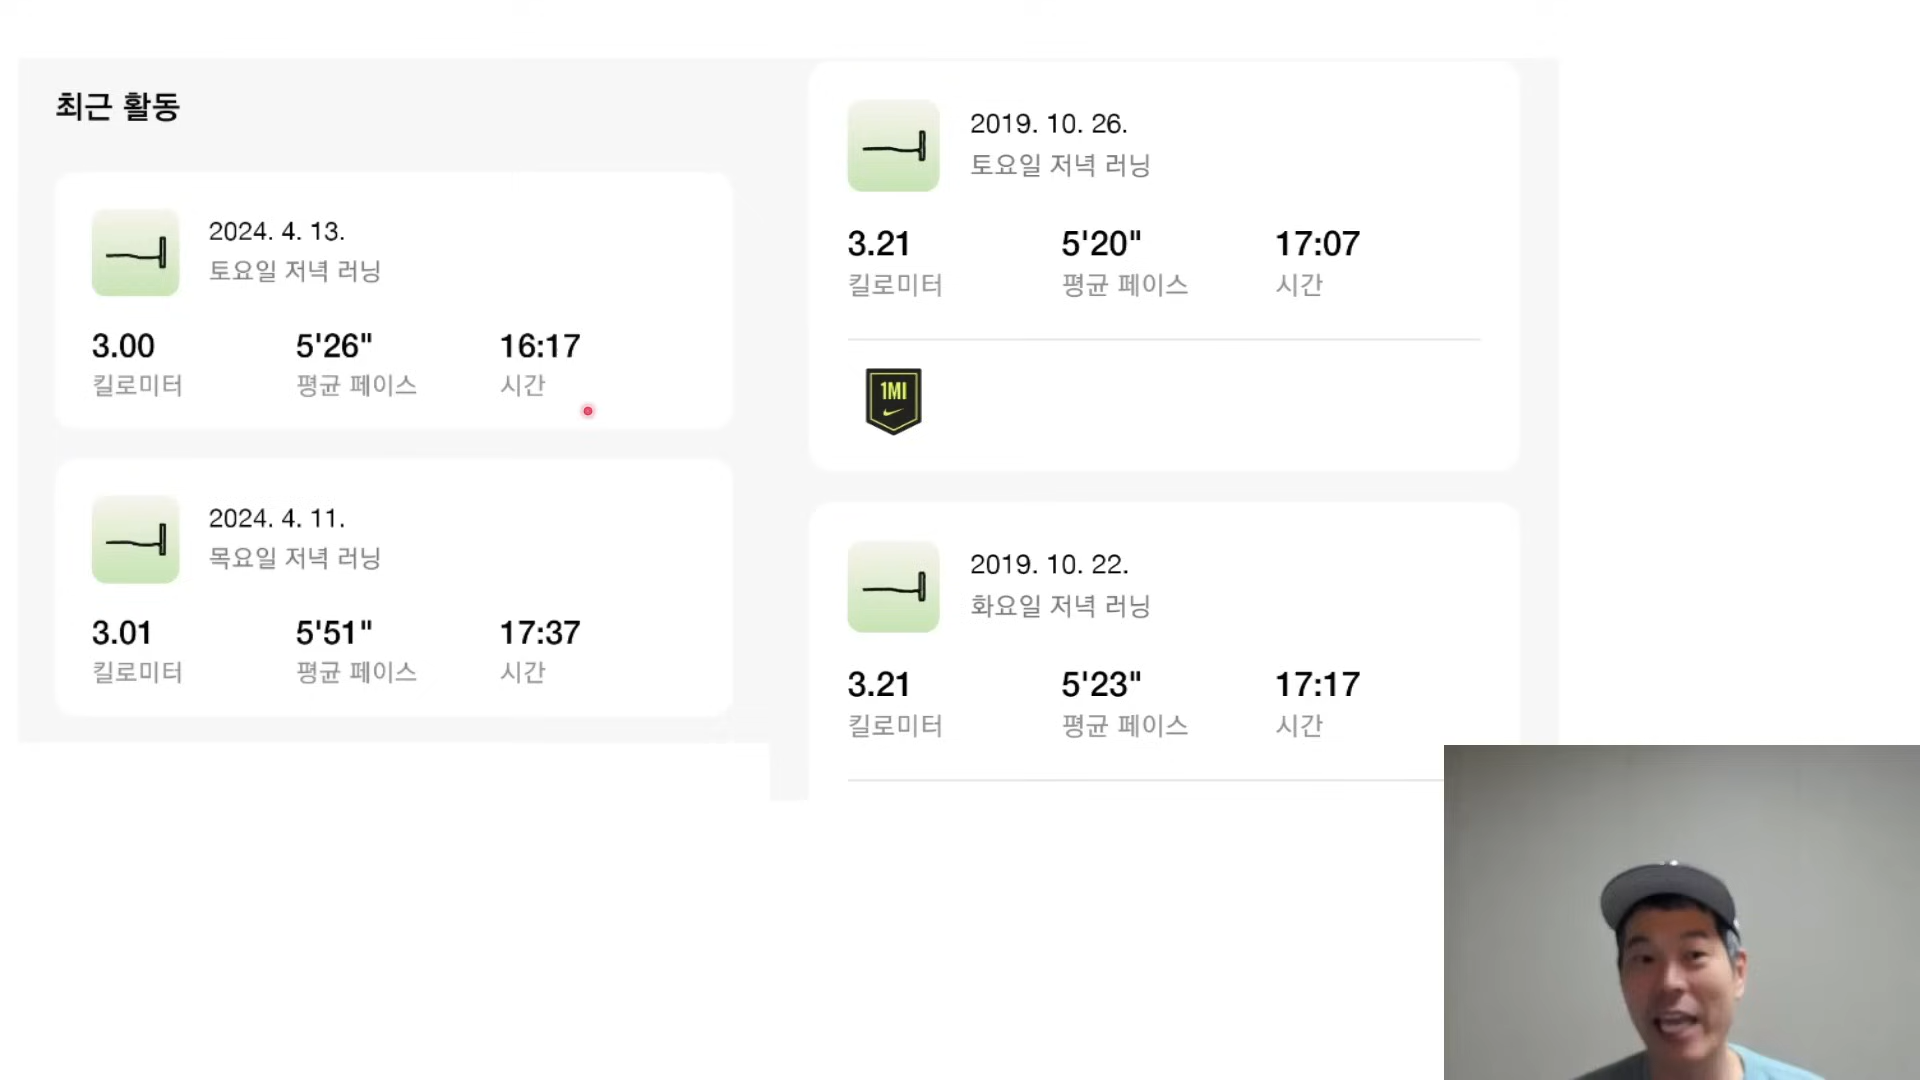 최근 활동
2024. 4. 13.
토요일 저녁 러닝
3.00 5'26" 16:17
킬로미터 평균 페이스 시간
2024. 4. 11.
목요일 저녁 러닝
3.01 5'51" 17:37
킬로미터 평균 페이스 시간
2019. 10. 26.
토요일 저녁 러닝
3.21 5'20" 17:07
킬로미터 평균 페이스 시간
1MI
2019. 10. 22.
화요일 저녁 러닝
3.21 5'23" 17:17
킬로미터 평균 페이스 시간